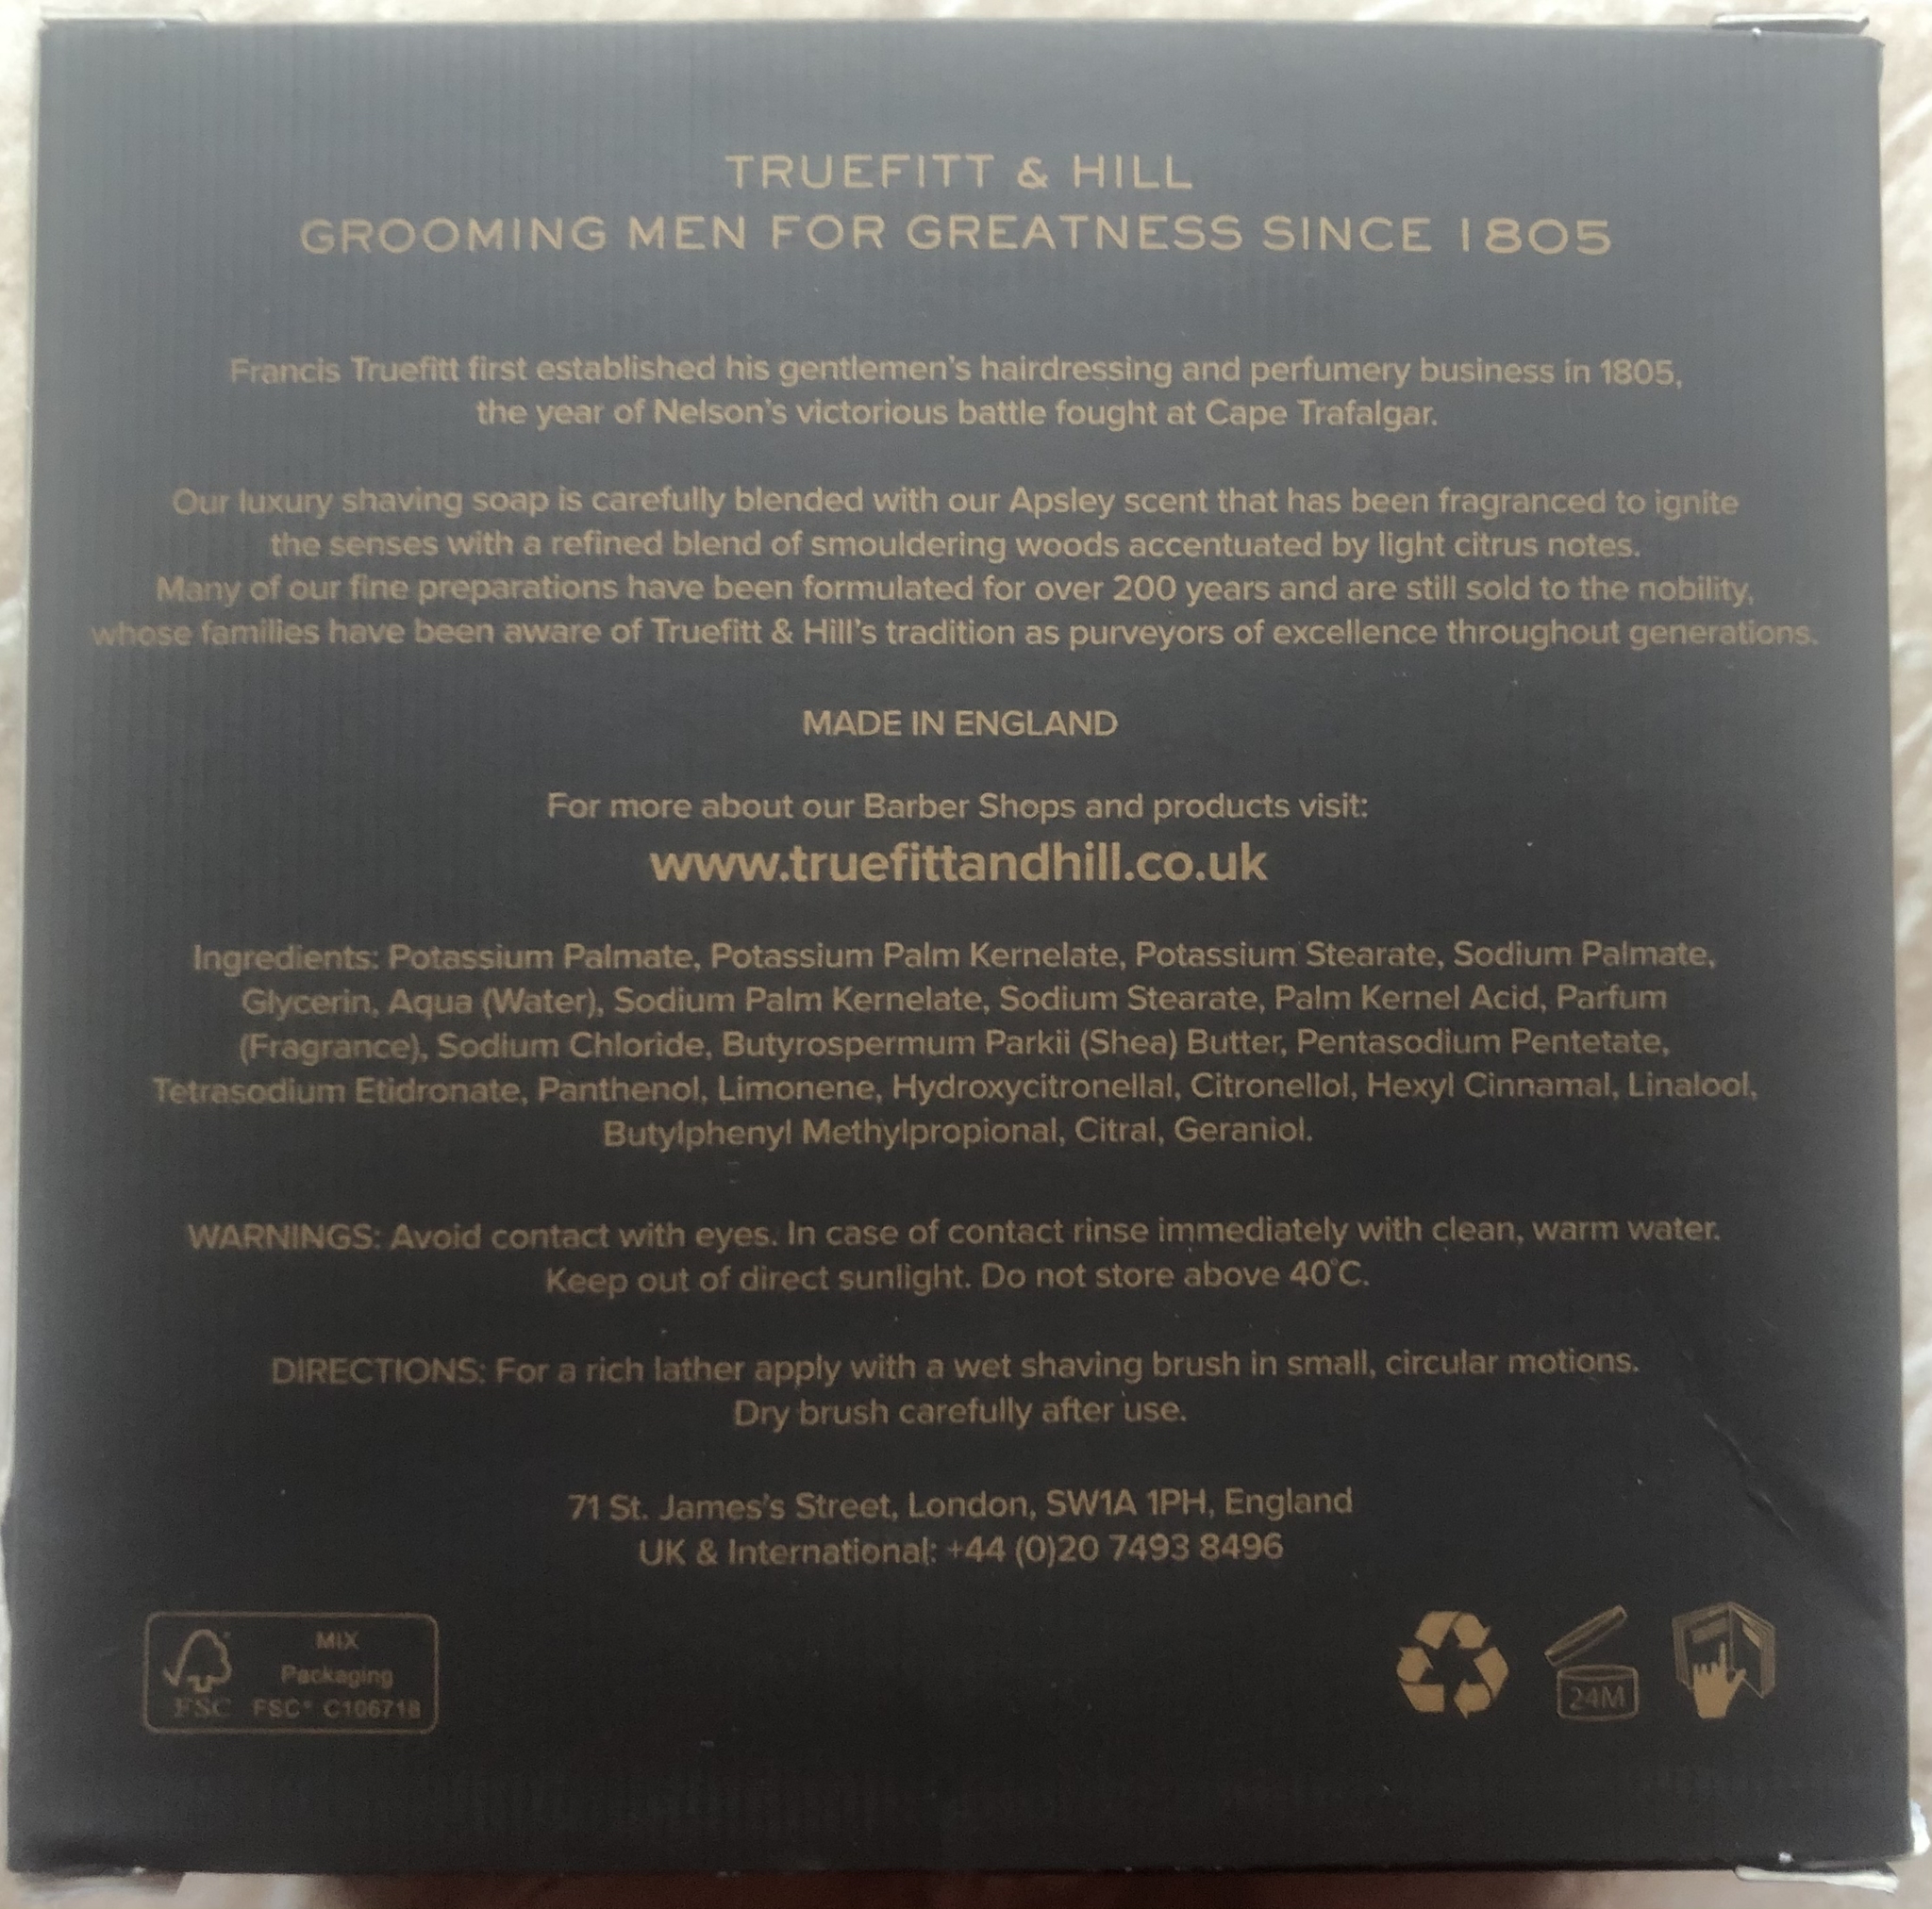 TRUEFITT & HILL
GROOMING MEN FOR GREATNESS SINCE 1805
Francis Truefitt first established his gentlemen's hairdressing and perfumery business in 1805,
the year of Nelson's victorious battle fought at Cape Trafalgar.
Our luxury shaving soap is carefully blended with our Apsley scent that has been fragranced to ignite
the senses with a refined blend of smouldering woods accentuated by light citrus notes.
Many of our fine preparations have been formulated for over 200 years and are still sold to the nobility,
whose families have been aware of Truefitt & Hill's tradition as purveyors of excellence throughout generations.
MADE IN ENGLAND
For more about our Barber Shops and products visit:
www.truefittandhill.co.uk
Ingredients: Potassium Palmate, Potassium Palm Kernelate, Potassium Stearate, Sodium Palmate,
Glycerin, Aqua (Water), Sodium Palm Kernelate, Sodium Stearate, Palm Kernel Acid, Parfum
(Fragrance), Sodium Chloride, Butyrospermum Parkii (Shea) Butter, Pentasodium Pentetate,
Tetrasodium Etidronate, Panthenol, Limonene, Hydroxycitronellal, Citronellol, Hexyl Cinnamal, Linalool,
Butylphenyl Methylpropional, Citral, Geraniol.
WARNINGS: Avoid contact with eyes. In case of contact rinse immediately with clean, warm water.
Keep out of direct sunlight. Do not store above 40°C.
DIRECTIONS: For a rich lather apply with a wet shaving brush in small, circular motions.
Dry brush carefully after use.
71 St. James's Street, London, SW1A 1PH, England
UK & International: +44 (0)20 7493 8496
MIX
Packaging
FSC FSC® C106718
24M